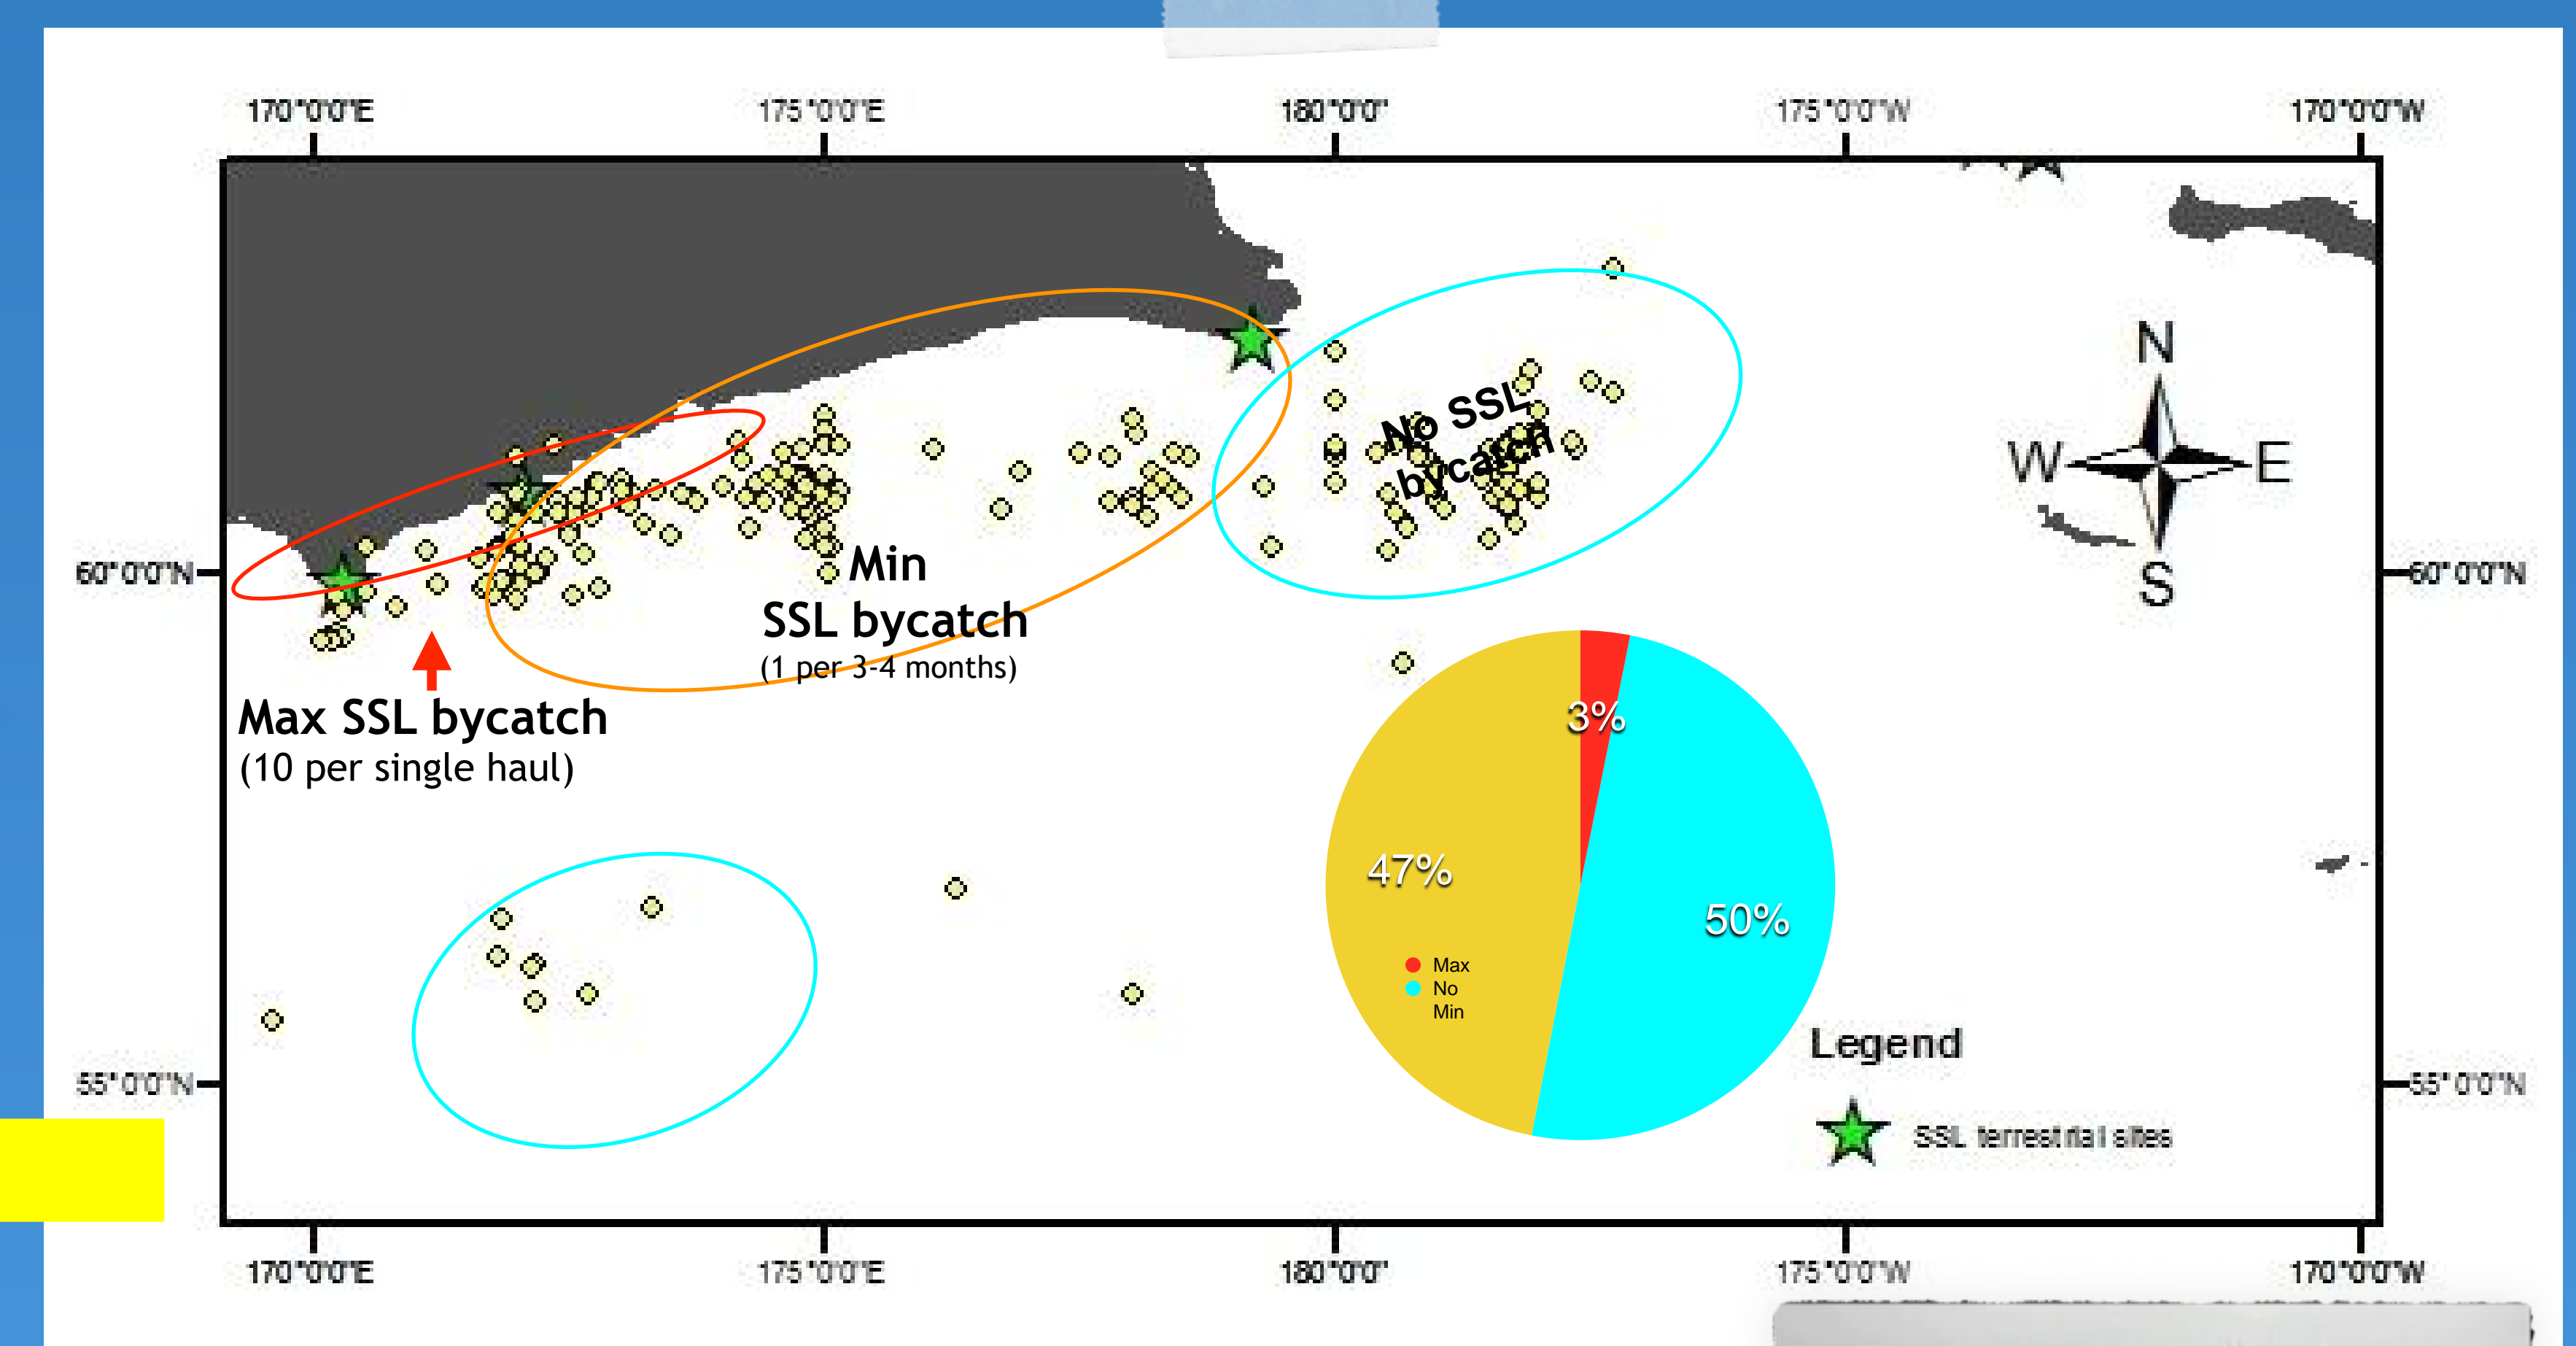 170°0'0"E 175°0'0"E 180°0'0" 175°0'0"W 170°0'0"W
N
W E
S
No SSL
bycatch
60°0'0"N 60°0'0"N
Min
SSL bycatch
(1 per 3-4 months)
Max SSL bycatch
(10 per single haul)
3%
47%
50%
Max
No
Min
Legend
SSL terrestrial sites
55°0'0"N 55°0'0"N
170°0'0"E 175°0'0"E 180°0'0" 175°0'0"W 170°0'0"W